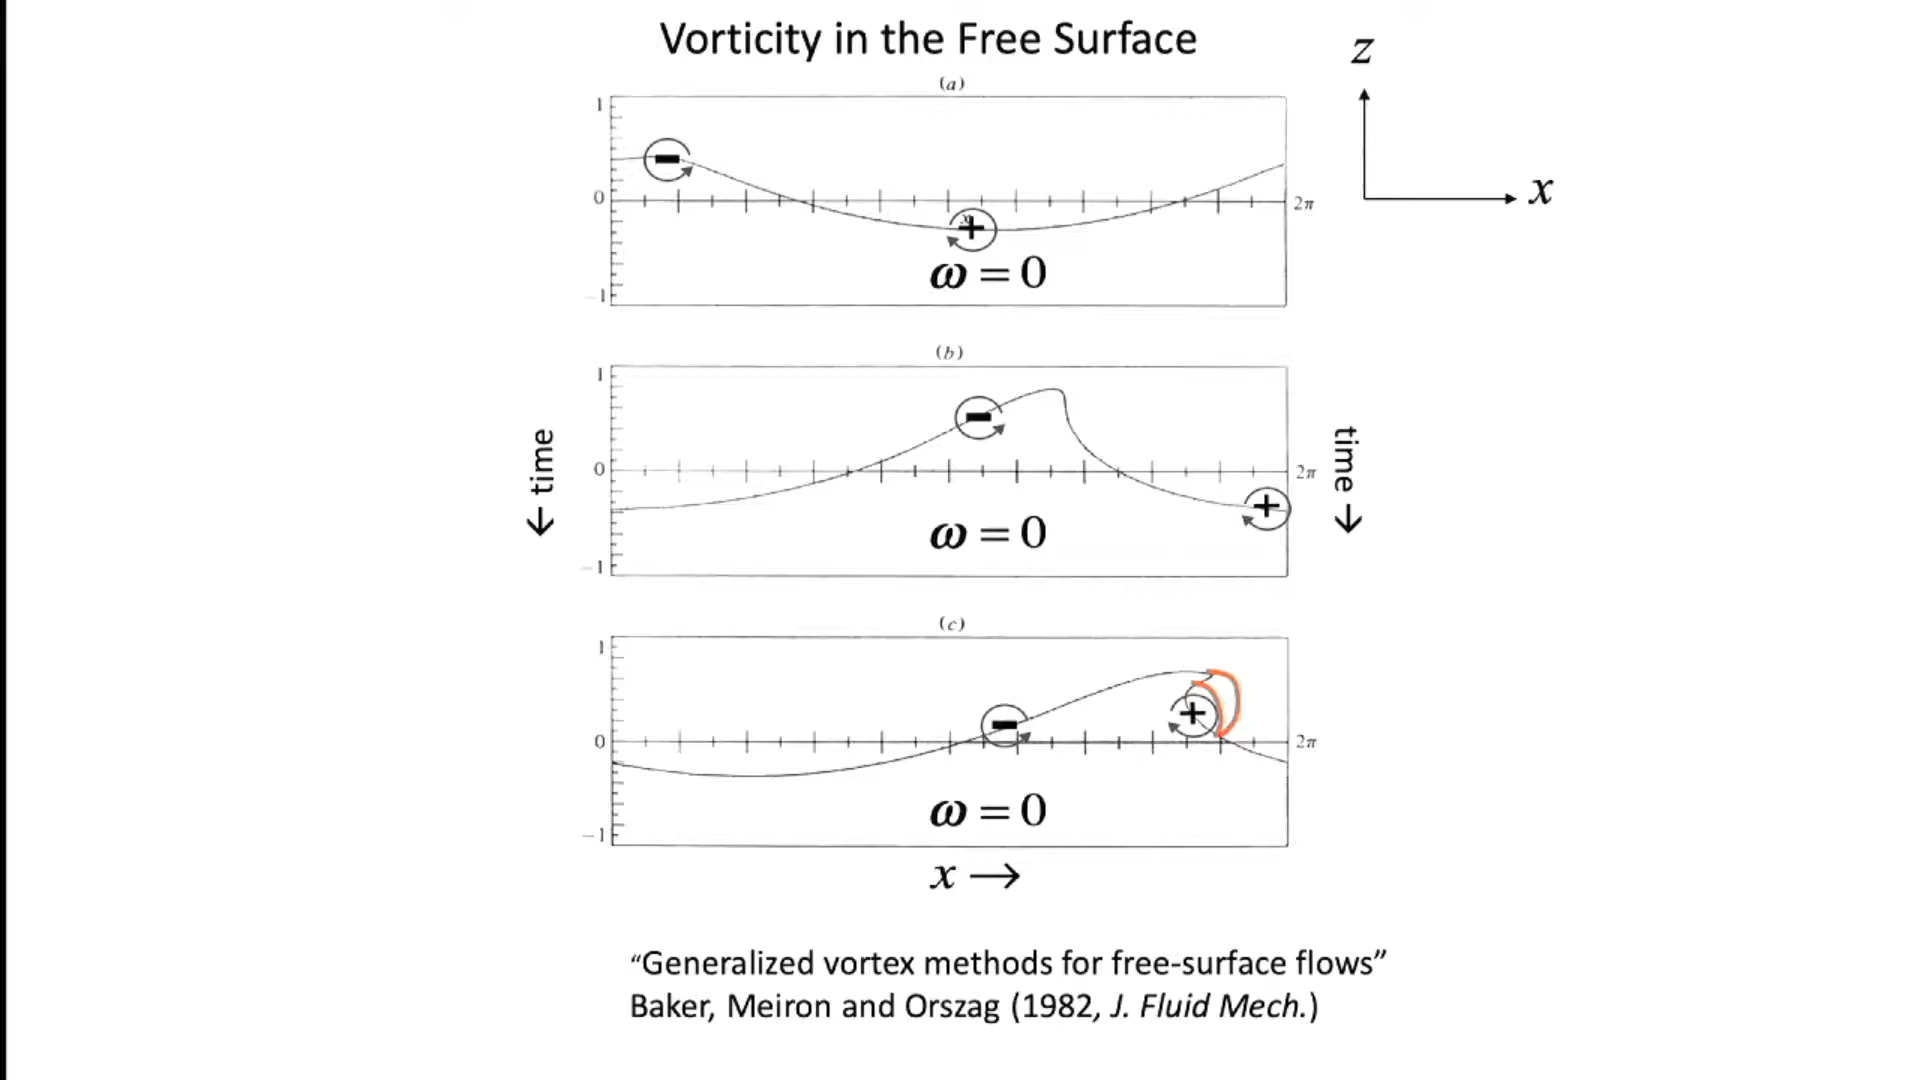 Vorticity in the Free Surface
z
(a)
1
0
2π
−1
x
− +
ω = 0
(b)
1
0
2π
−1
− +
ω = 0
← time
time →
(c)
1
0
2π
−1
− +
ω = 0
x →
“Generalized vortex methods for free-surface flows”
Baker, Meiron and Orszag (1982, J. Fluid Mech.)